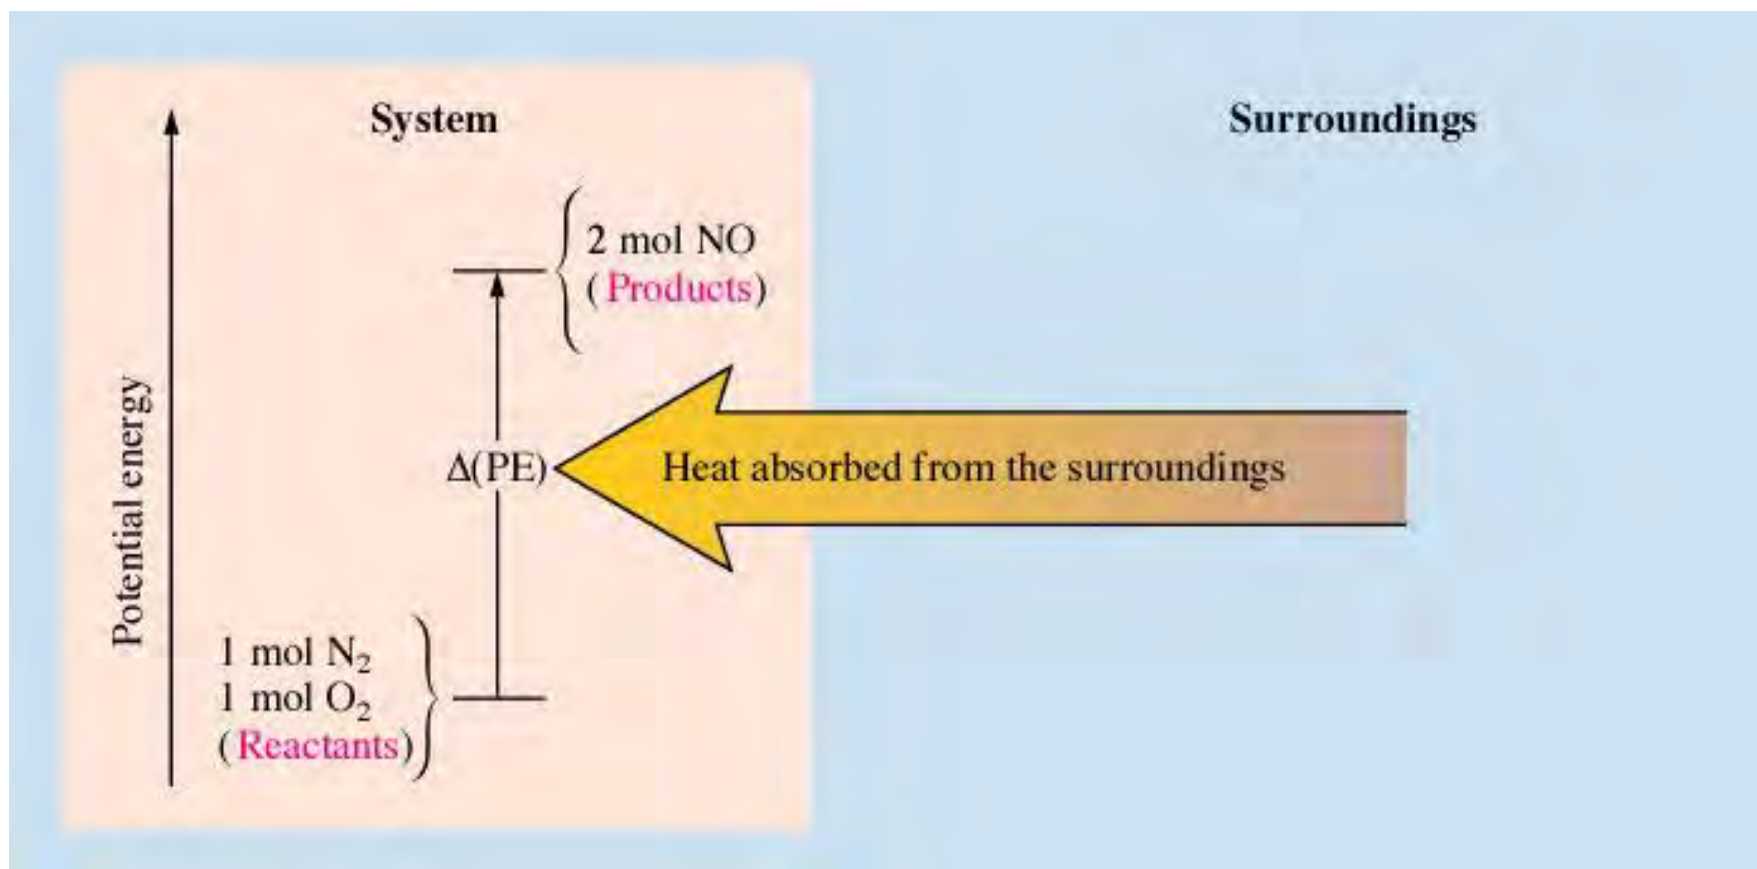 System
Surroundings
2 mol NO
(Products)
Potential energy
Δ(PE)
Heat absorbed from the surroundings
1 mol N₂
1 mol O₂
(Reactants)